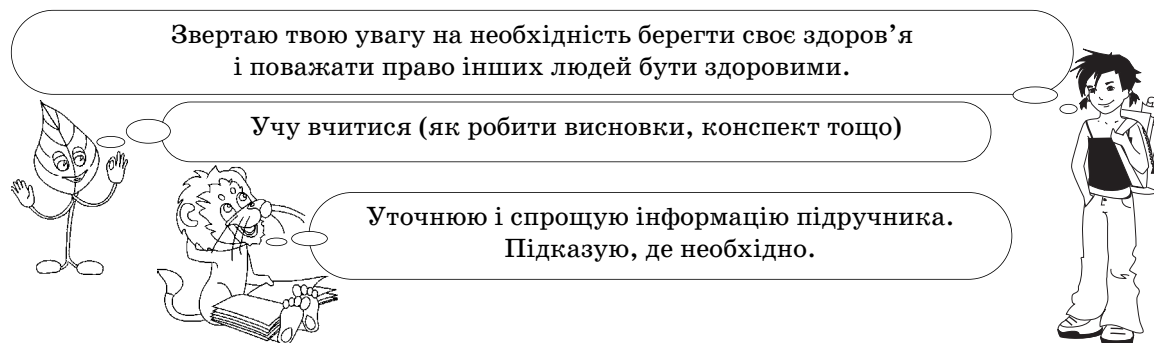 Звертаю твою увагу на необхідність берегти своє здоров’я
і поважати право інших людей бути здоровими.
Учу вчитися (як робити висновки, конспект тощо)
Уточнюю і спрощую інформацію підручника.
Підказую, де необхідно.